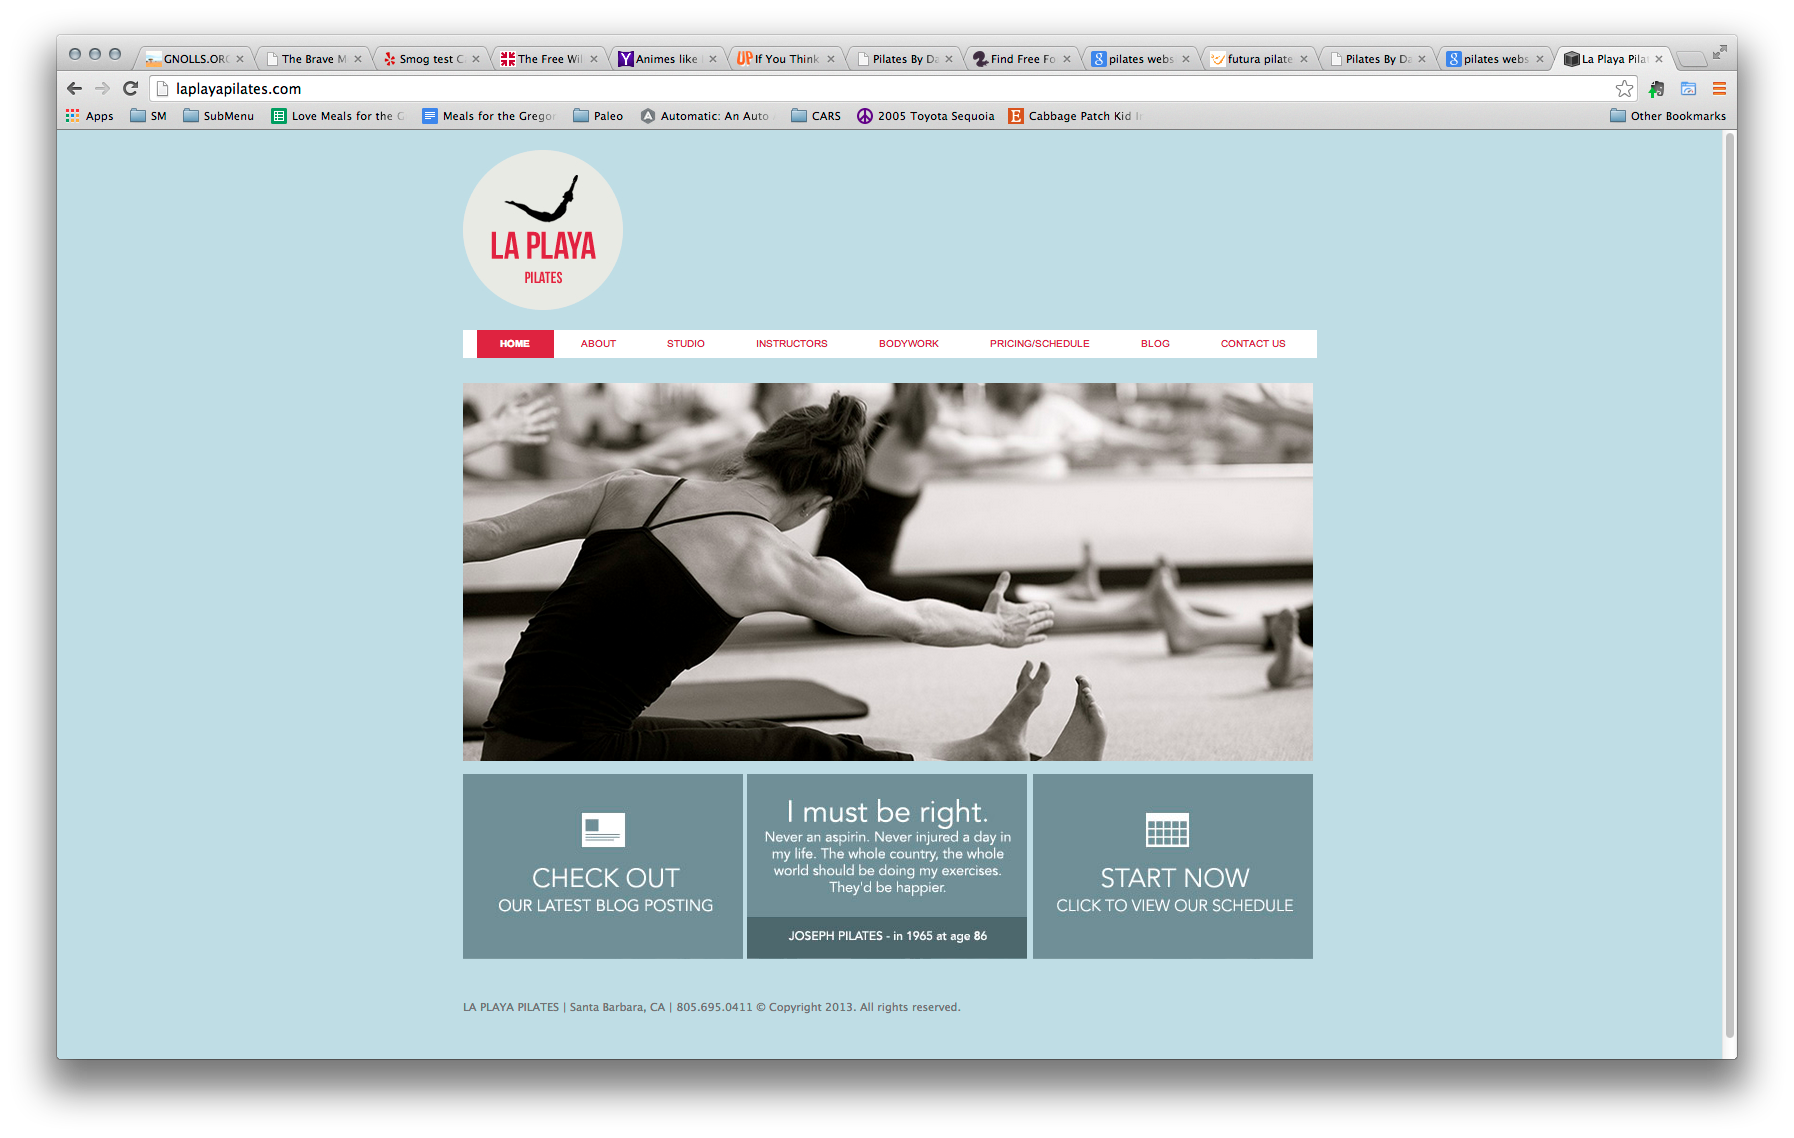 GNOLLS.ORG
The Brave M
Smog test C
The Free Wil
Animes like
If You Think
Pilates By Da
Find Free Fo
pilates webs
futura pilate
Pilates By Da
pilates webs
La Playa Pilat
laplayapilates.com
Apps
SM
SubMenu
Love Meals for the G
Meals for the Gregor
Paleo
Automatic: An Auto
CARS
2005 Toyota Sequoia
Cabbage Patch Kid
Other Bookmarks
LA PLAYA
PILATES
HOME
ABOUT
STUDIO
INSTRUCTORS
BODYWORK
PRICING/SCHEDULE
BLOG
CONTACT US
CHECK OUT
OUR LATEST BLOG POSTING
I must be right.
Never an aspirin. Never injured a day in
my life. The whole country, the whole
world should be doing my exercises.
They'd be happier.
JOSEPH PILATES - in 1965 at age 86
START NOW
CLICK TO VIEW OUR SCHEDULE
LA PLAYA PILATES | Santa Barbara, CA | 805.695.0411 © Copyright 2013. All rights reserved.